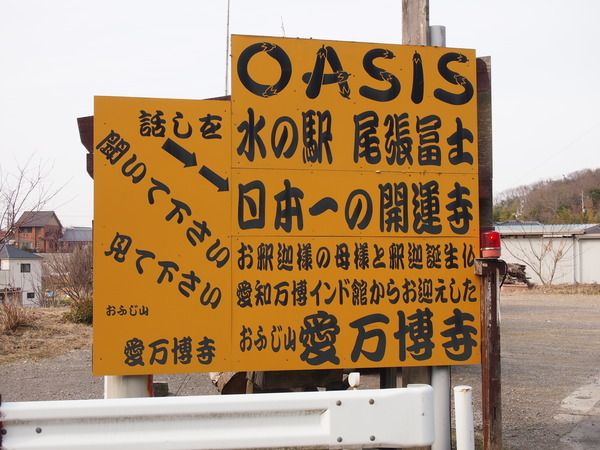 OASIS
水の駅 尾張冨士
日本一の開運寺
お釈迦様の母様と釈迦誕生仏
愛知万博インド館からお迎えした
おふじ山 愛万博寺
話しを
聞いて下さい
見て下さい
おふじ山
愛万博寺